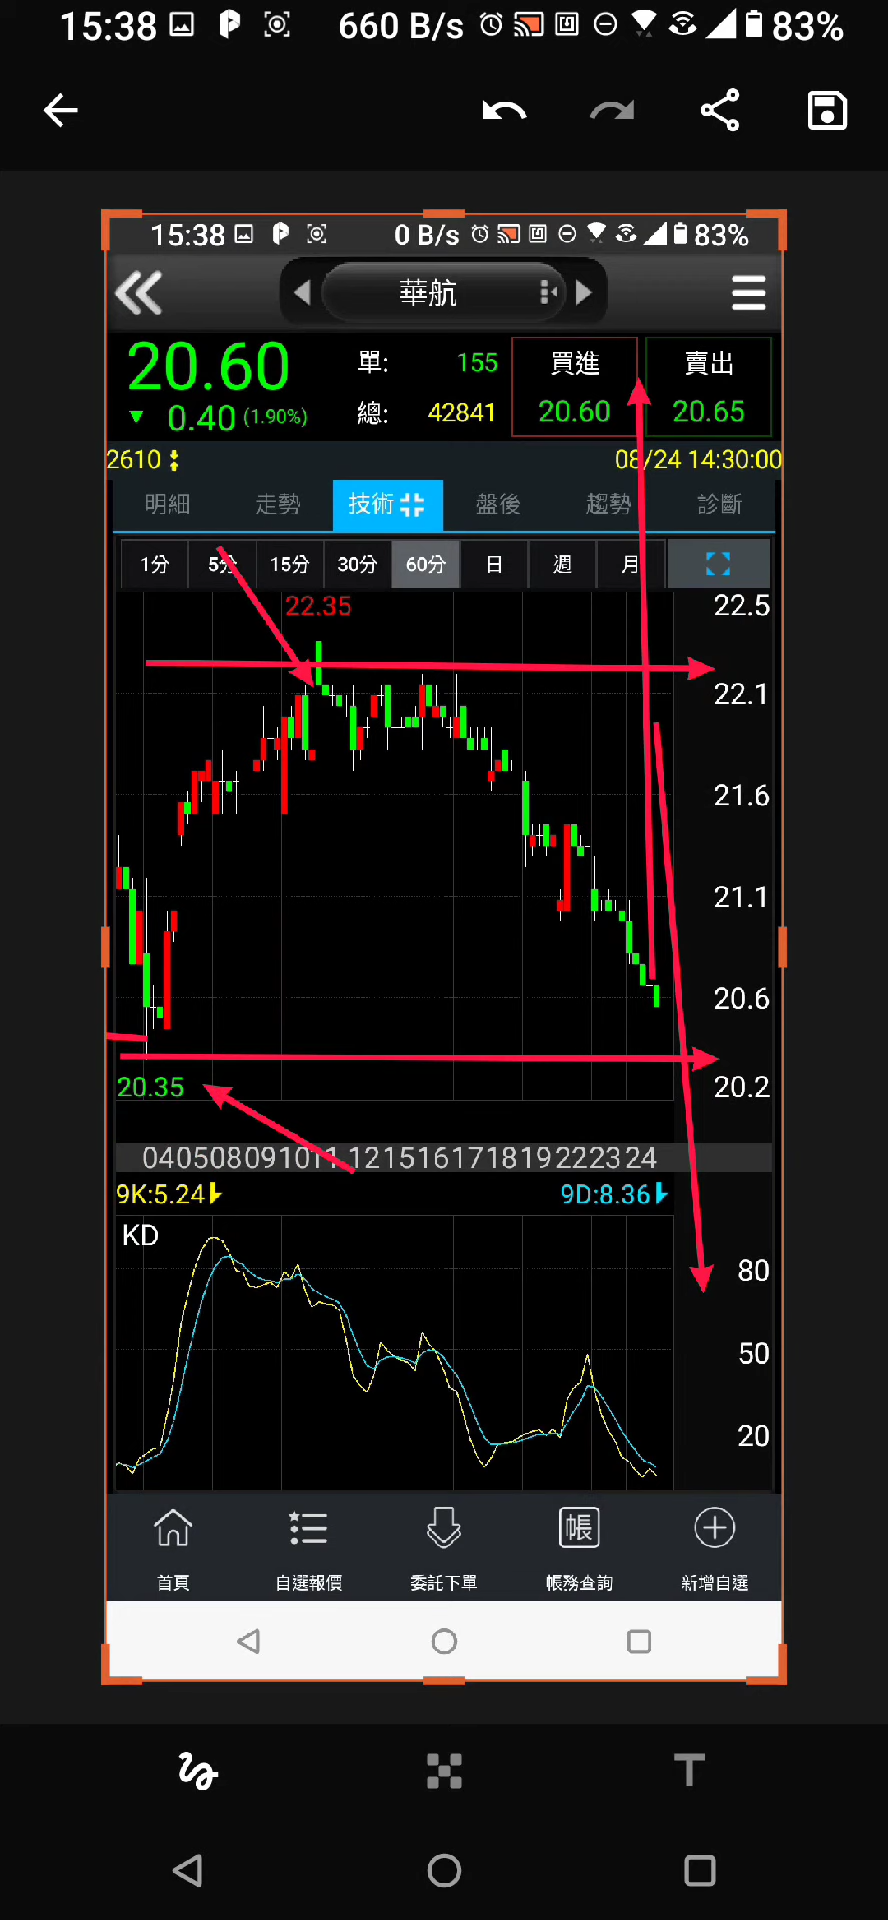 15:38 660 B/s 83%
15:38 0 B/s 83%
華航
20.60 單: 155 買進 賣出
▼ 0.40 (1.90%) 總: 42841 20.60 20.65
2610 08/24 14:30:00
明細 走勢 技術 盤後 趨勢 診斷
1分 5分 15分 30分 60分 日 週 月
22.35 22.5
22.1
21.6
21.1
20.6
20.35 20.2
040508091011121516171819222324
9K:5.24 9D:8.36
KD
80
50
20
帳
首頁 自選報價 委託下單 帳務查詢 新增自選
T